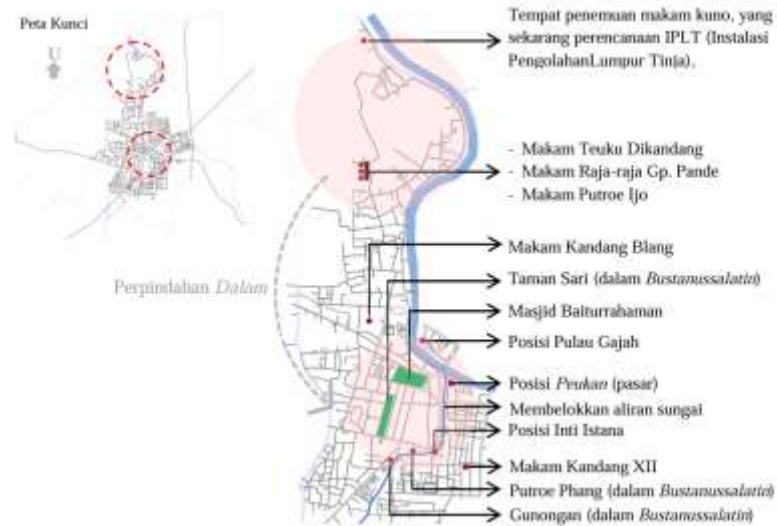 Peta Kunci
U
Perpindahan Dalam
Tempat penemuan makam kuno, yang
sekarang perencanaan IPLT (Instalasi
PengolahanLumpur Tinja).
- Makam Teuku Dikandang
- Makam Raja-raja Gp. Pande
- Makam Putroe Ijo
Makam Kandang Blang
Taman Sari (dalam Bustanussalatin)
Masjid Baiturrahaman
Posisi Pulau Gajah
Posisi Peukan (pasar)
Membelokkan aliran sungai
Posisi Inti Istana
Makam Kandang XII
Putroe Phang (dalam Bustanussalatin)
Gunongan (dalam Bustanussalatin)